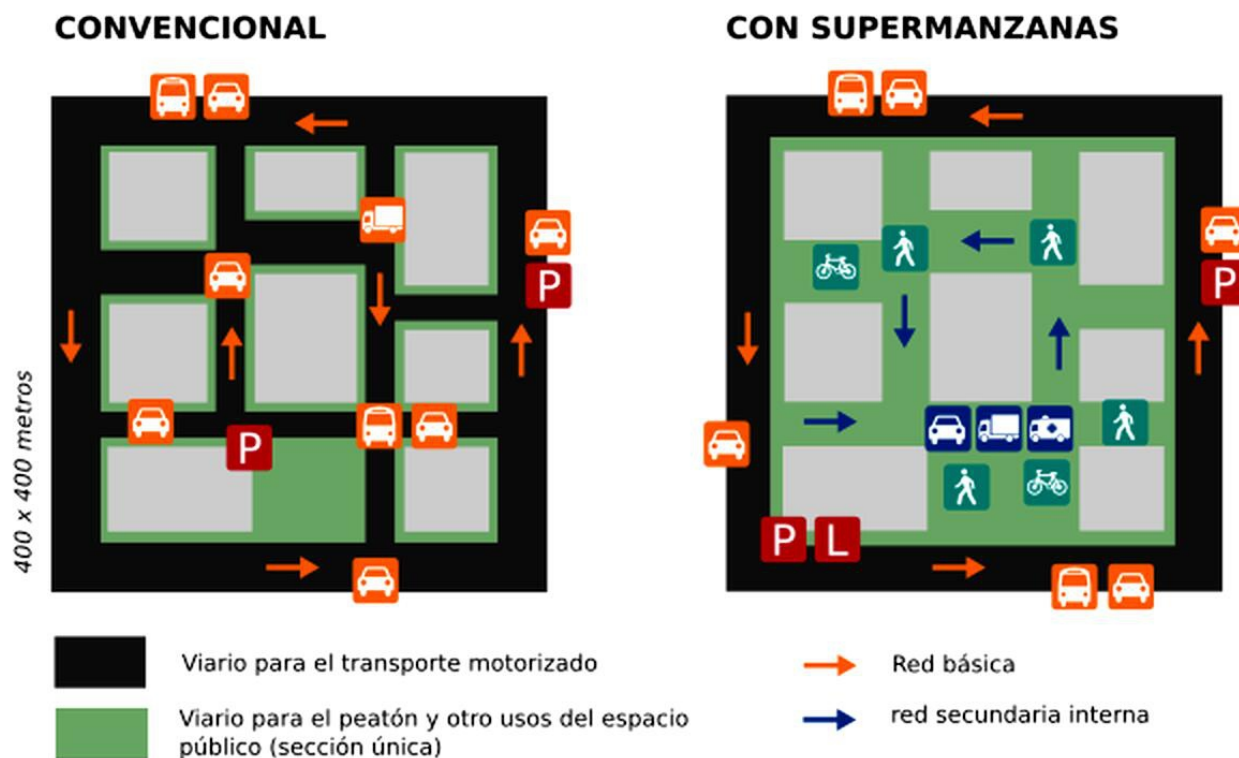 CONVENCIONAL
CON SUPERMANZANAS
P
P
400 x 400 metros
P
P L
Viario para el transporte motorizado
Viario para el peatón y otro usos del espacio
público (sección única)
Red básica
red secundaria interna